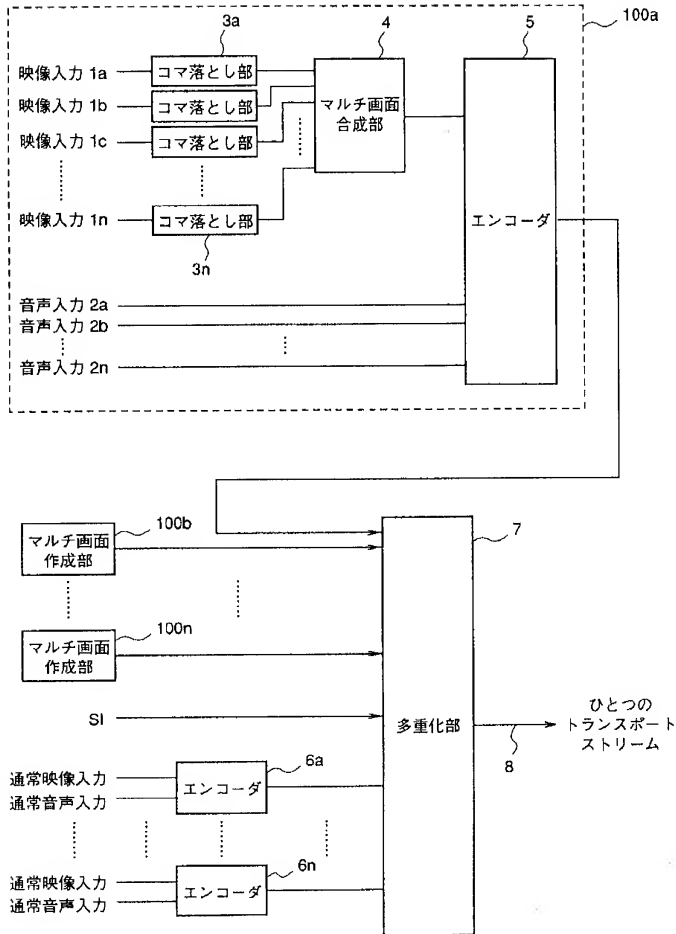 100a
3a
4
5
映像入力 1a
コマ落とし部
映像入力 1b
コマ落とし部
マルチ画面
合成部
映像入力 1c
コマ落とし部
映像入力 1n
コマ落とし部
エンコーダ
3n
音声入力 2a
音声入力 2b
音声入力 2n
100b
7
マルチ画面
作成部
100n
マルチ画面
作成部
SI
多重化部
ひとつの
トランスポート
ストリーム
8
6a
通常映像入力
エンコーダ
通常音声入力
6n
通常映像入力
エンコーダ
通常音声入力